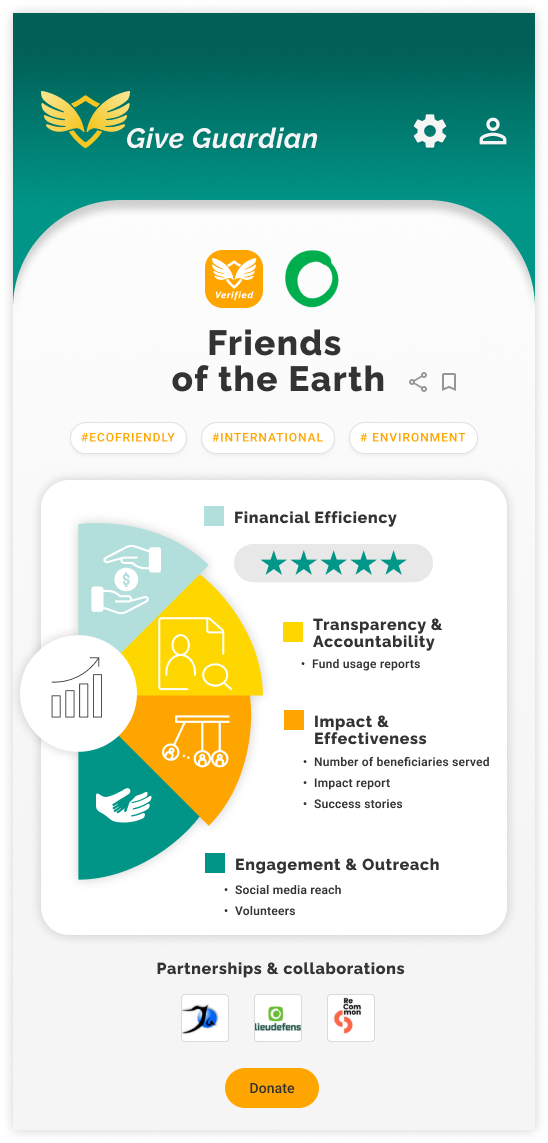 Give Guardian
Verified
Friends
of the Earth
#ECOFRIENDLY
#INTERNATIONAL
# ENVIRONMENT
Financial Efficiency
$
Transparency &
Accountability
• Fund usage reports
Impact &
Effectiveness
• Number of beneficiaries served
• Impact report
• Success stories
Engagement & Outreach
• Social media reach
• Volunteers
Partnerships & collaborations
lieudefens
Re
Com
mon
Donate